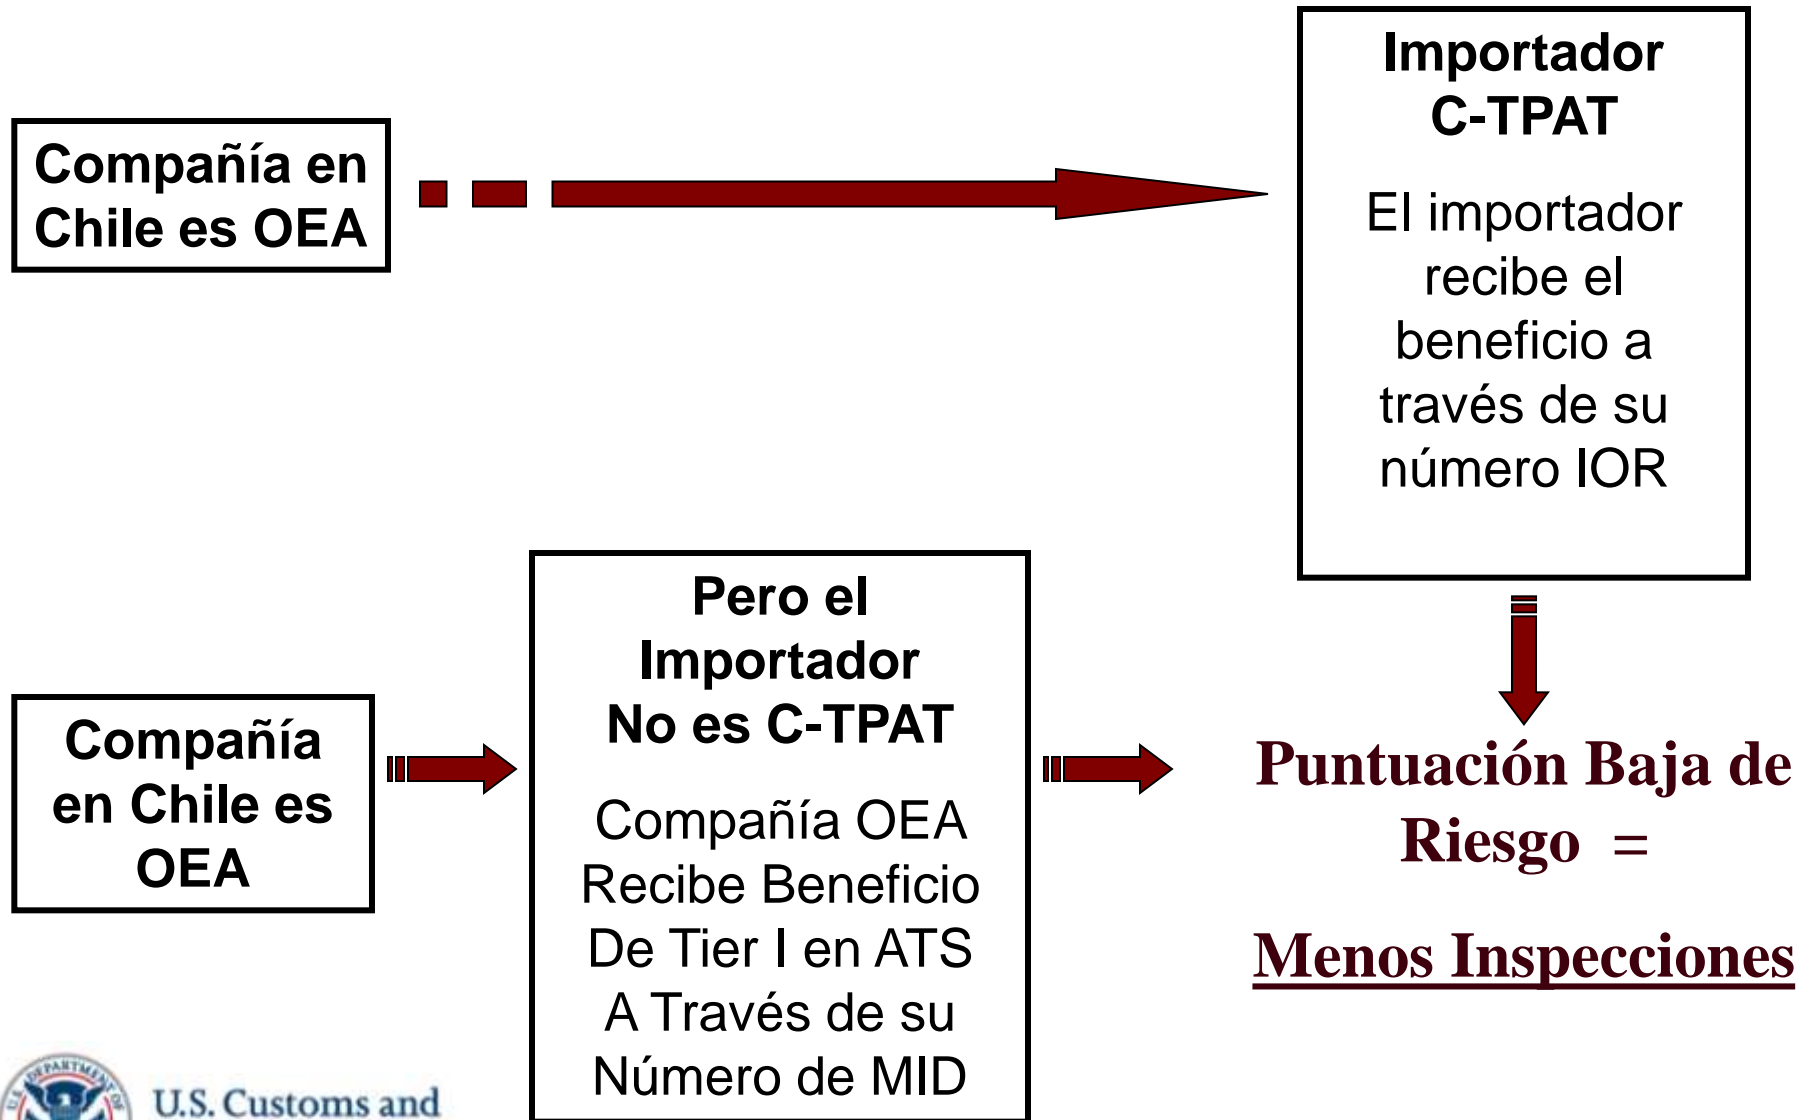 Compañía en
Chile es OEA
Importador
C-TPAT
El importador
recibe el
beneficio a
través de su
número IOR
Compañía
en Chile es
OEA
Pero el
Importador
No es C-TPAT
Compañía OEA
Recibe Beneficio
De Tier I en ATS
A Través de su
Número de MID
Puntuación Baja de
Riesgo =
Menos Inspecciones
U.S. Customs and